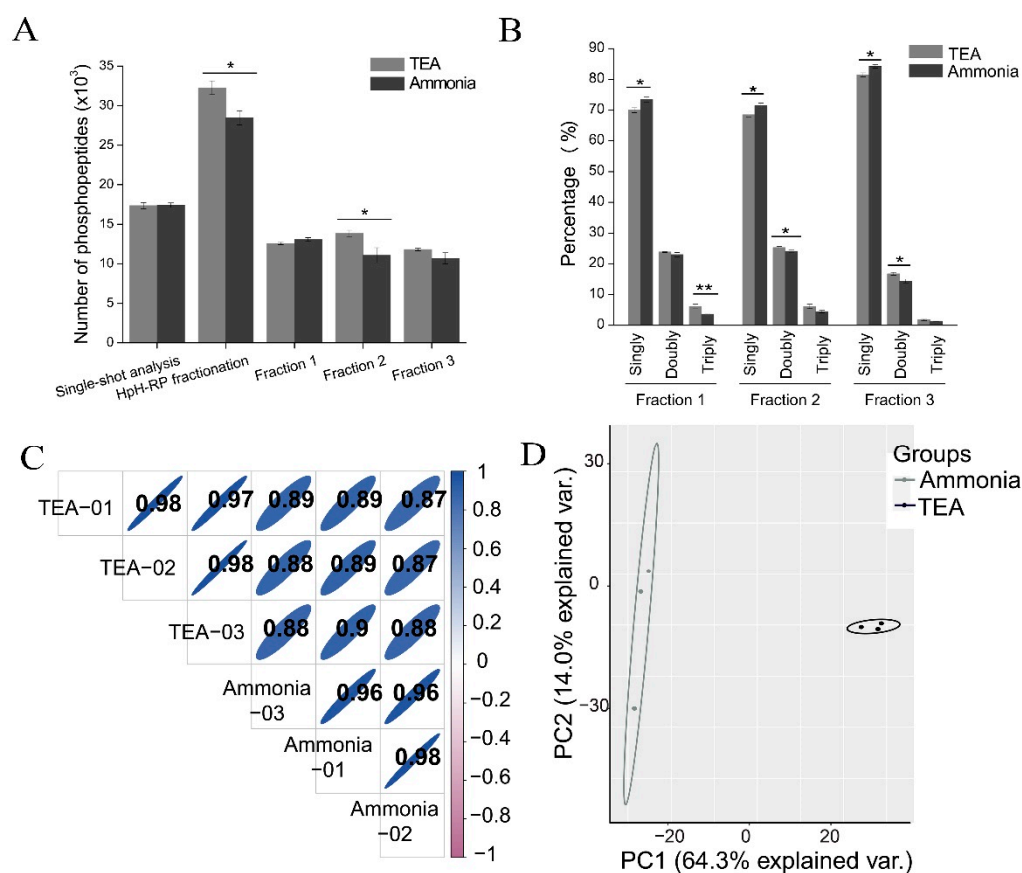 A
TEA
Ammonia
Number of phosphopeptides (x10³)
35
30
25
20
15
10
5
0
*
*
Single-shot analysis
HpH-RP fractionation
Fraction 1
Fraction 2
Fraction 3
B
TEA
Ammonia
Percentage ( %)
90
80
70
60
50
40
30
20
10
0
*
**
*
*
*
*
Singly
Doubly
Triply
Singly
Doubly
Triply
Singly
Doubly
Triply
Fraction 1
Fraction 2
Fraction 3
C
TEA−01
0.98
0.97
0.89
0.89
0.87
TEA−02
0.98
0.88
0.89
0.87
TEA−03
0.88
0.9
0.88
Ammonia
−03
0.96
0.96
Ammonia
−01
0.98
Ammonia
−02
1
0.8
0.6
0.4
0.2
0
−0.2
−0.4
−0.6
−0.8
−1
D
Groups
Ammonia
TEA
PC2 (14.0% explained var.)
30
0
−30
−20
0
20
PC1 (64.3% explained var.)